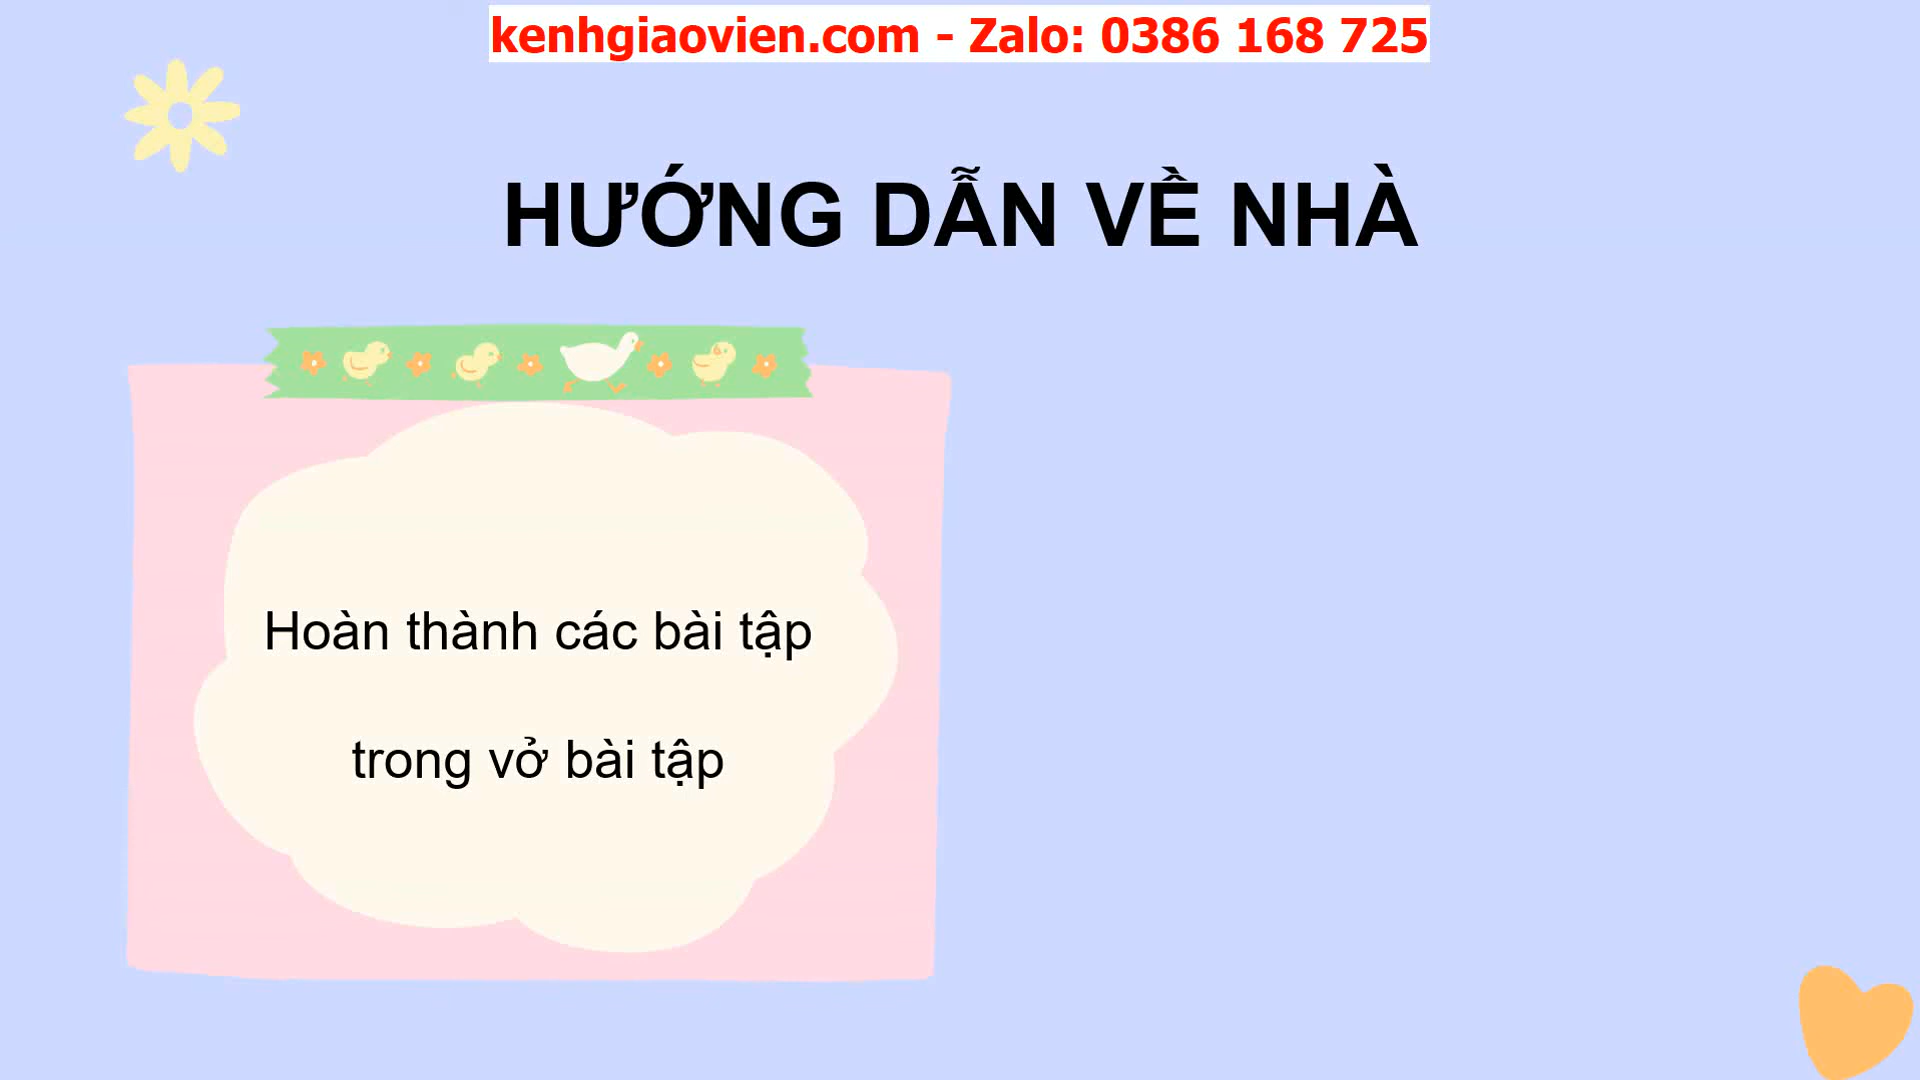 kenhgiaovien.com - Zalo: 0386 168 725
HƯỚNG DẪN VỀ NHÀ
Hoàn thành các bài tập
trong vở bài tập